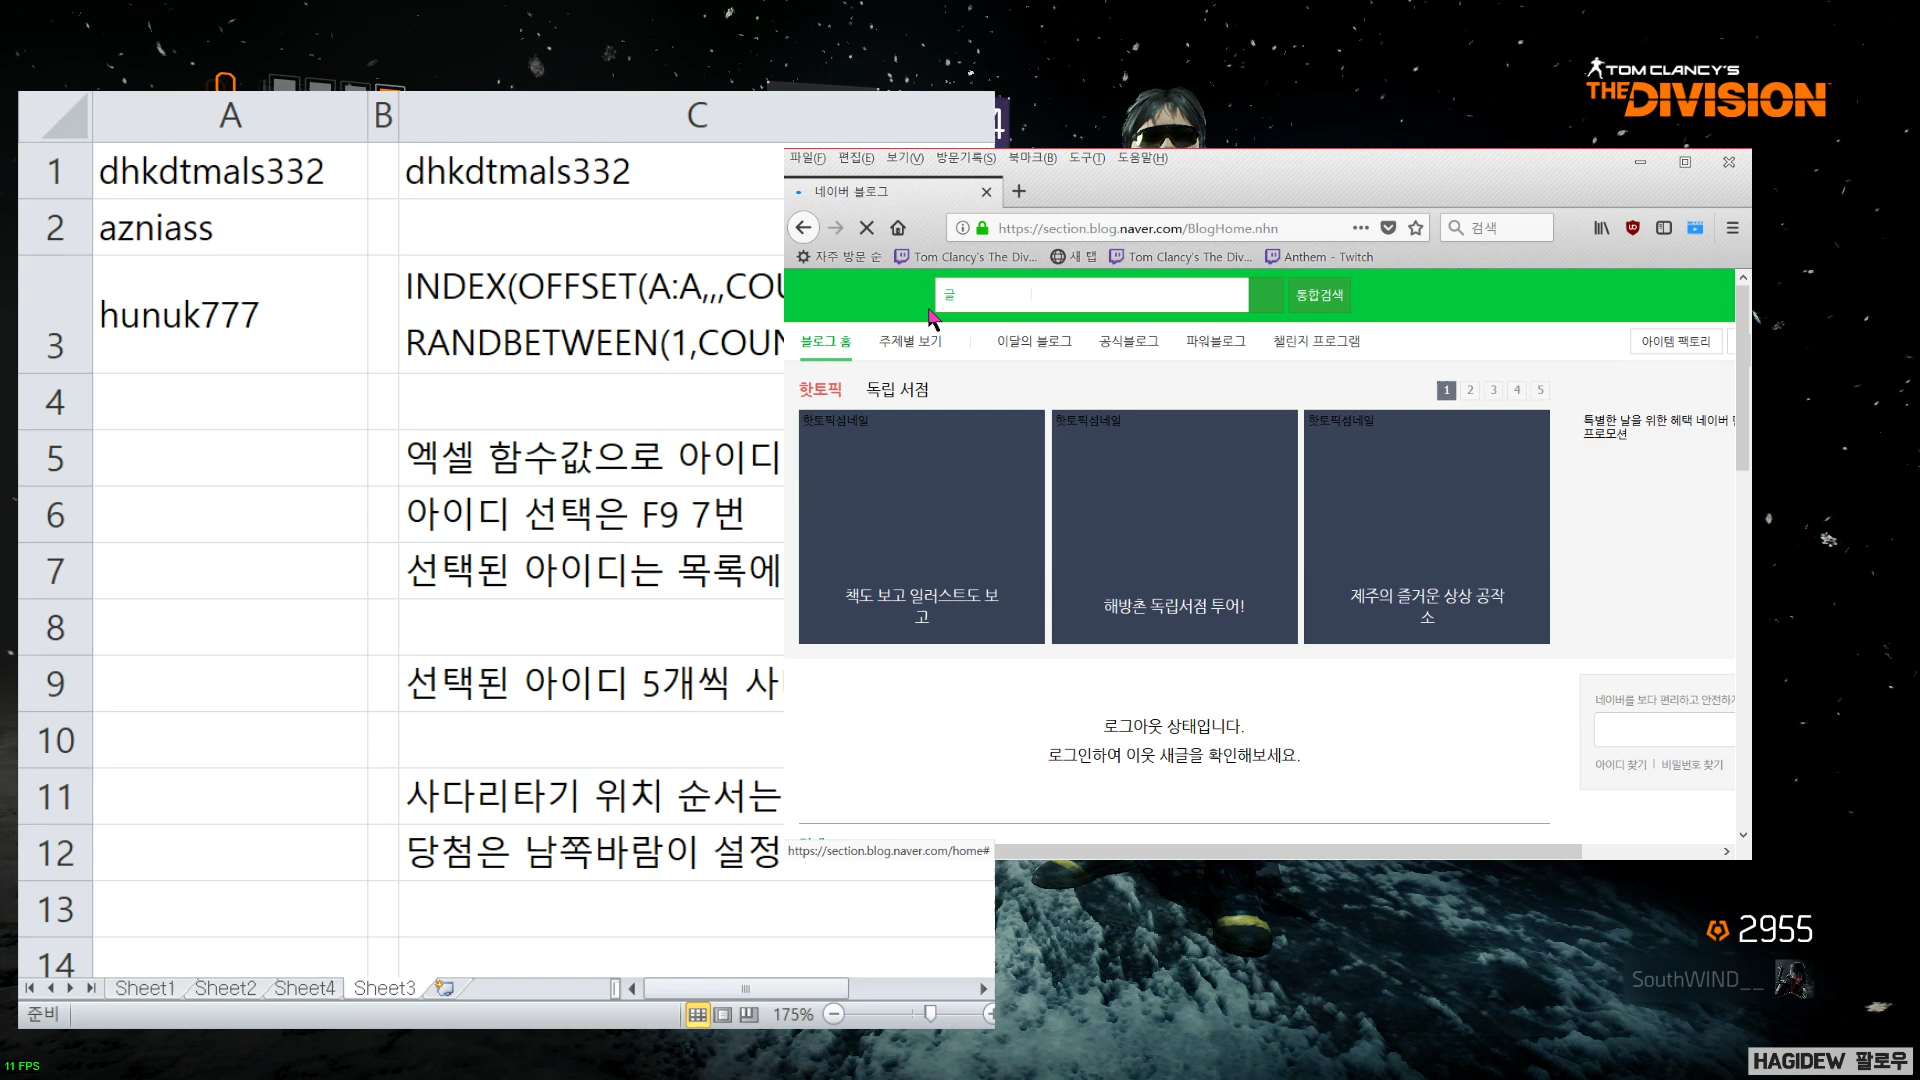 TOM CLANCY'S
THE DIVISION
A B C
1 dhkdtmals332 dhkdtmals332
2 azniass
3 hunuk777
INDEX(OFFSET(A:A,,,COU
RANDBETWEEN(1,COUN
4
5 엑셀 함수값으로 아이디
6 아이디 선택은 F9 7번
7 선택된 아이디는 목록에
8
9 선택된 아이디 5개씩 사
10
11 사다리타기 위치 순서는
12 당첨은 남쪽바람이 설정
13
14
Sheet1 Sheet2 Sheet4 Sheet3
준비 175%
4
파일(F) 편집(E) 보기(V) 방문기록(S) 북마크(B) 도구(T) 도움말(H)
네이버 블로그
https://section.blog.naver.com/BlogHome.nhn
검색
자주 방문 순 Tom Clancy's The Div... 새 탭 Tom Clancy's The Div... Anthem - Twitch
글 통합검색
블로그 홈 주제별 보기 이달의 블로그 공식블로그 파워블로그 챌린지 프로그램 아이템 팩토리
핫토픽 독립 서점 1 2 3 4 5
핫토픽섬네일 핫토픽섬네일 핫토픽섬네일
특별한 날을 위한 혜택 네이버
프로모션
책도 보고 일러스트도 보
고
해방촌 독립서점 투어!
제주의 즐거운 상상 공작
소
네이버를 보다 편리하고 안전하
로그아웃 상태입니다.
로그인하여 이웃 새글을 확인해보세요.
아이디 찾기 비밀번호 찾기
https://section.blog.naver.com/home#
2955
SouthWIND__
11 FPS
HAGIDEW 팔로우